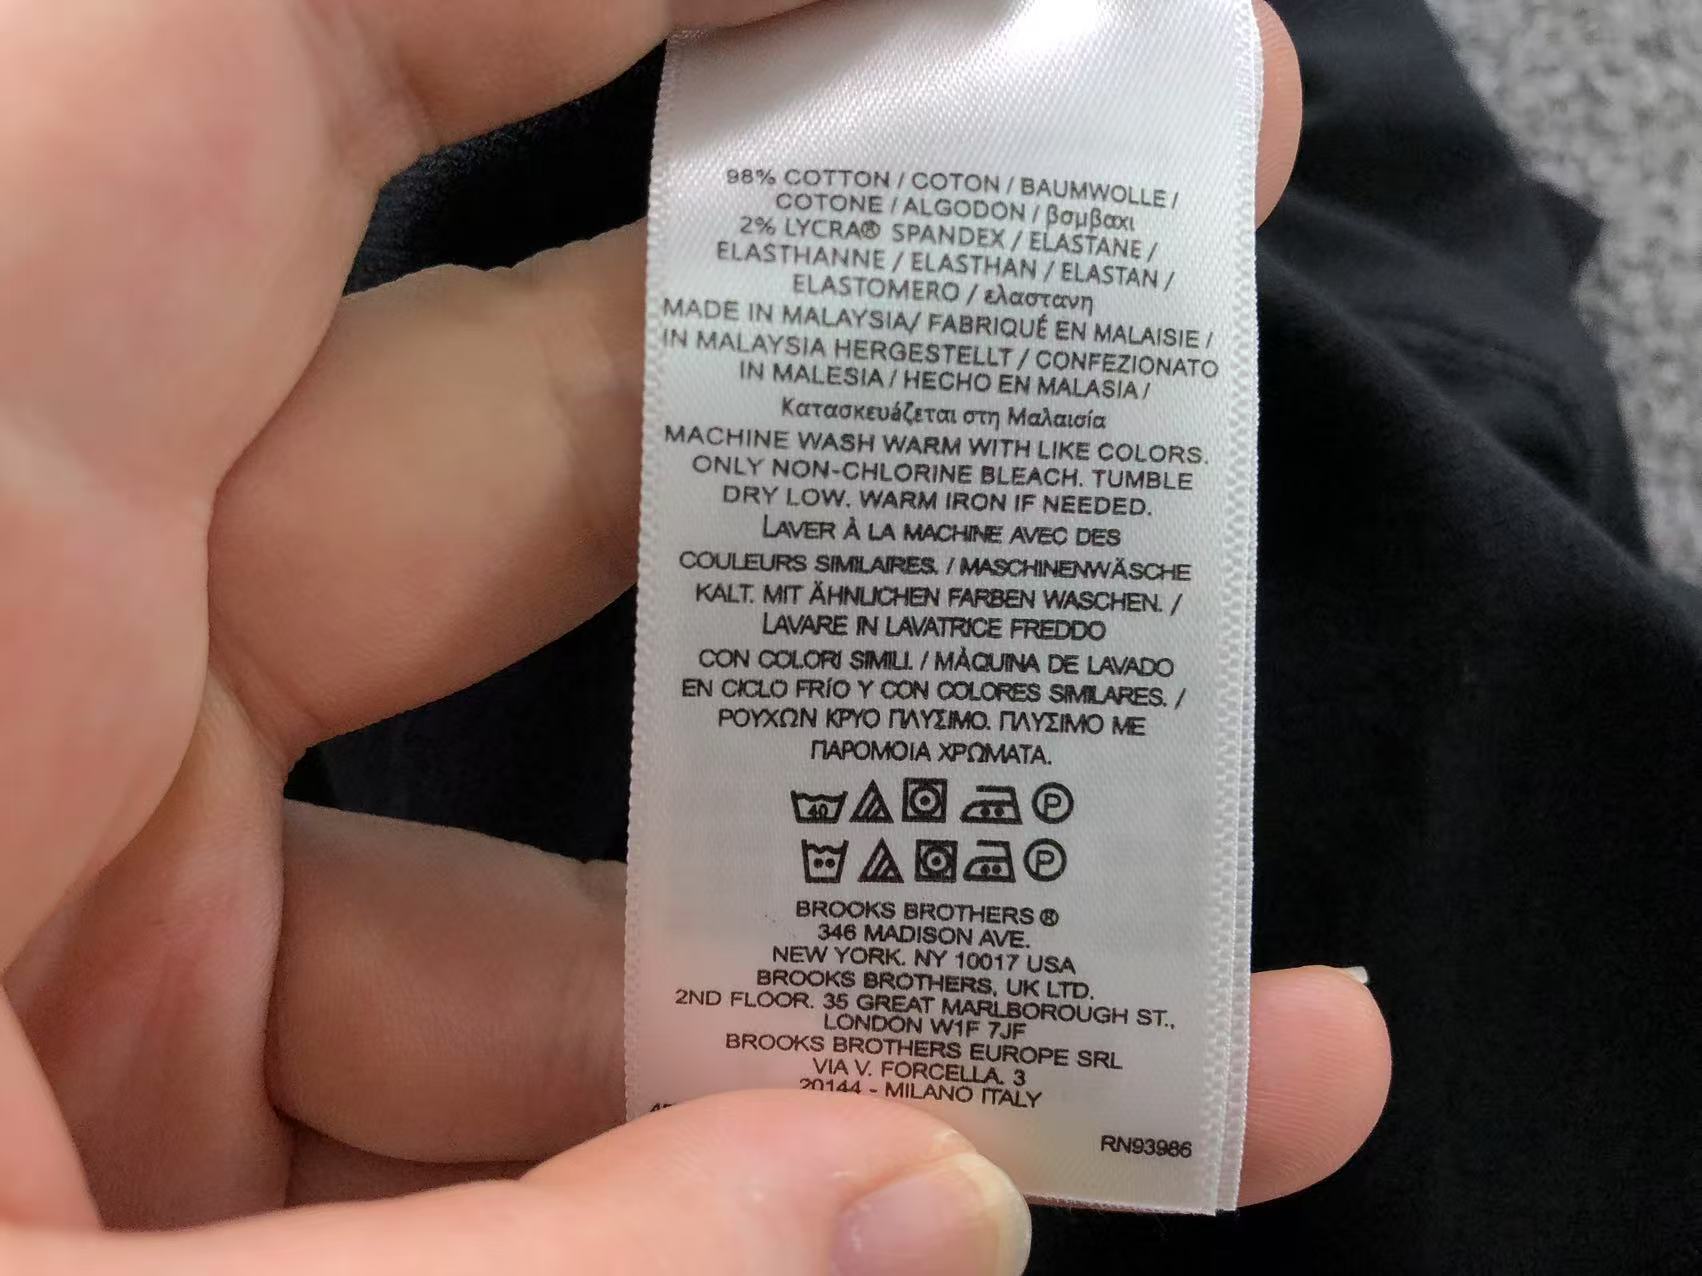 98% COTTON / COTON / BAUMWOLLE /
COTONE / ALGODON / βαμβακι
2% LYCRA® SPANDEX / ELASTANE /
ELASTHANNE / ELASTHAN / ELASTAN /
ELASTOMERO / ελαστανη
MADE IN MALAYSIA/ FABRIQUÉ EN MALAISIE /
IN MALAYSIA HERGESTELLT / CONFEZIONATO
IN MALESIA / HECHO EN MALASIA /
Κατασκευάζεται στη Μαλαισία
MACHINE WASH WARM WITH LIKE COLORS.
ONLY NON-CHLORINE BLEACH. TUMBLE
DRY LOW. WARM IRON IF NEEDED.
LAVER À LA MACHINE AVEC DES
COULEURS SIMILAIRES. / MASCHINENWÄSCHE
KALT. MIT ÄHNLICHEN FARBEN WASCHEN. /
LAVARE IN LAVATRICE FREDDO
CON COLORI SIMILI. / MÀQUINA DE LAVADO
EN CICLO FRÍO Y CON COLORES SIMILARES. /
ΡΟΥΧΩΝ ΚΡΥΟ ΠΛΥΣΙΜΟ. ΠΛΥΣΙΜΟ ΜΕ
ΠΑΡΟΜΟΙΑ ΧΡΩΜΑΤΑ.
40 P
P
BROOKS BROTHERS ®
346 MADISON AVE.
NEW YORK. NY 10017 USA
BROOKS BROTHERS, UK LTD.
2ND FLOOR. 35 GREAT MARLBOROUGH ST.,
LONDON W1F 7JF
BROOKS BROTHERS EUROPE SRL
VIA V. FORCELLA, 3
20144 - MILANO ITALY
RN93986